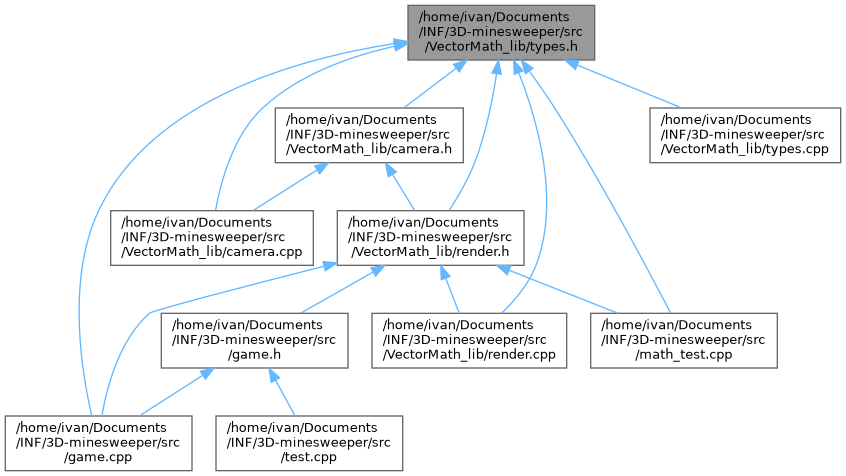 /home/ivan/Documents
/INF/3D-minesweeper/src
/VectorMath_lib/types.h
/home/ivan/Documents
/INF/3D-minesweeper/src
/VectorMath_lib/camera.h
/home/ivan/Documents
/INF/3D-minesweeper/src
/VectorMath_lib/types.cpp
/home/ivan/Documents
/INF/3D-minesweeper/src
/VectorMath_lib/camera.cpp
/home/ivan/Documents
/INF/3D-minesweeper/src
/VectorMath_lib/render.h
/home/ivan/Documents
/INF/3D-minesweeper/src
/game.h
/home/ivan/Documents
/INF/3D-minesweeper/src
/VectorMath_lib/render.cpp
/home/ivan/Documents
/INF/3D-minesweeper/src
/math_test.cpp
/home/ivan/Documents
/INF/3D-minesweeper/src
/game.cpp
/home/ivan/Documents
/INF/3D-minesweeper/src
/test.cpp